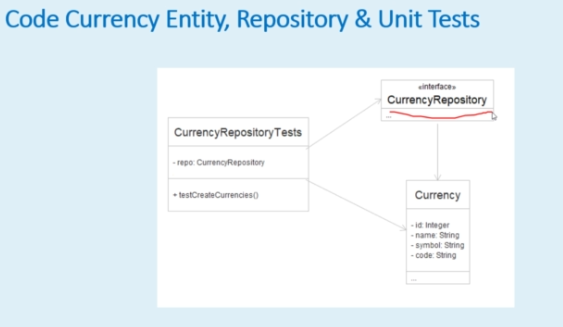 Code Currency Entity, Repository & Unit Tests
«interface»
CurrencyRepository
...
CurrencyRepositoryTests
- repo: CurrencyRepository
+ testCreateCurrencies()
Currency
- id: Integer
- name: String
- symbol: String
- code: String
...